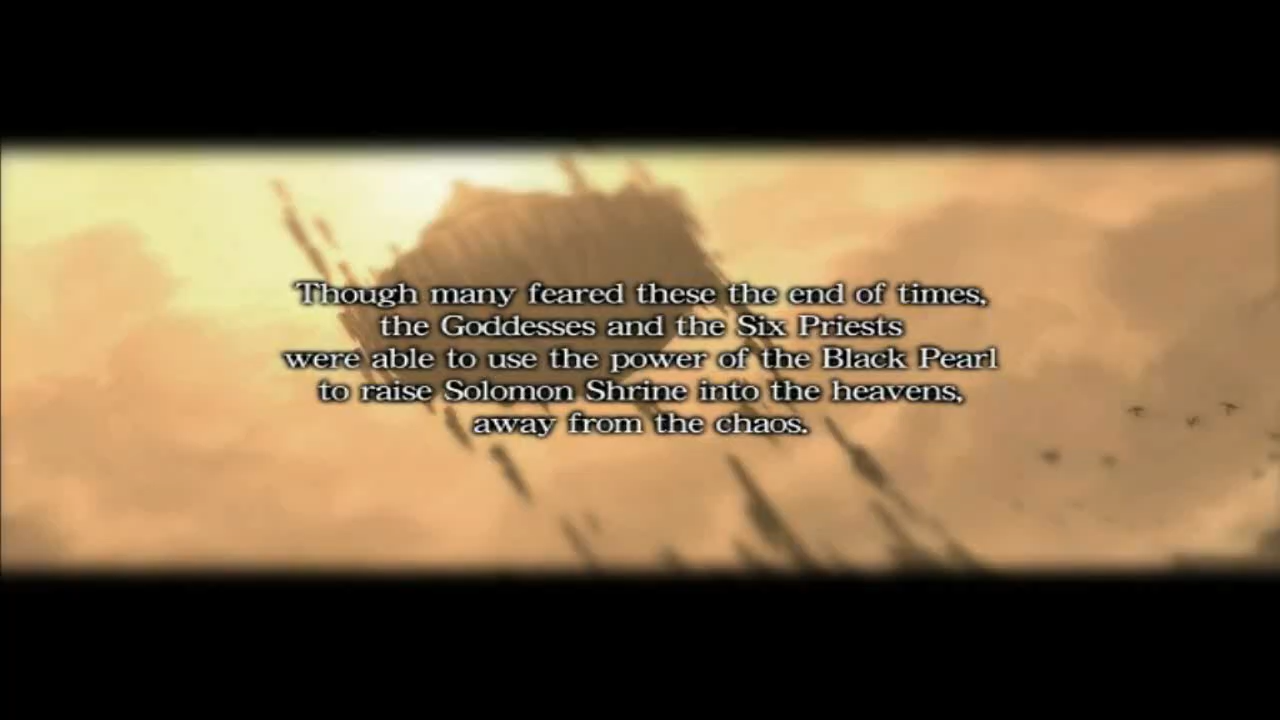 Though many feared these the end of times,
the Goddesses and the Six Priests
were able to use the power of the Black Pearl
to raise Solomon Shrine into the heavens,
away from the chaos.